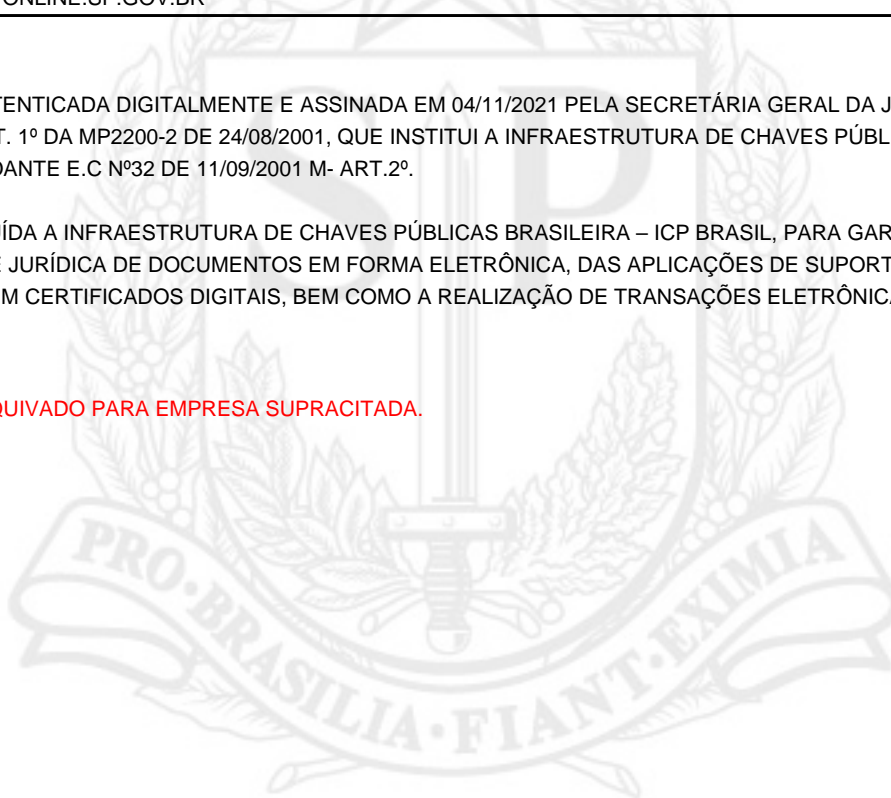 ONLINE.SP.GOV.BR
TENTICADA DIGITALMENTE E ASSINADA EM 04/11/2021 PELA SECRETÁRIA GERAL DA J
T. 1º DA MP2200-2 DE 24/08/2001, QUE INSTITUI A INFRAESTRUTURA DE CHAVES PÚBL
DANTE E.C Nº32 DE 11/09/2001 M- ART.2º.
UÍDA A INFRAESTRUTURA DE CHAVES PÚBLICAS BRASILEIRA – ICP BRASIL, PARA GAR
E JURÍDICA DE DOCUMENTOS EM FORMA ELETRÔNICA, DAS APLICAÇÕES DE SUPORT
EM CERTIFICADOS DIGITAIS, BEM COMO A REALIZAÇÃO DE TRANSAÇÕES ELETRÔNICA
QUIVADO PARA EMPRESA SUPRACITADA.
SP
PRO·BRASILIA·FIANT·EXIMIA